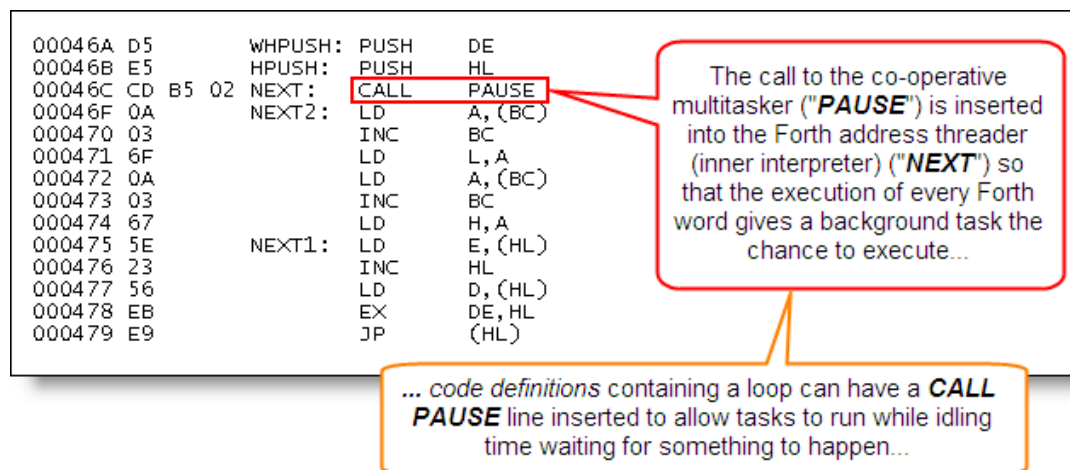 00046A D5 WHPUSH: PUSH DE
00046B E5 HPUSH: PUSH HL
00046C CD B5 02 NEXT: CALL PAUSE
00046F 0A NEXT2: LD A,(BC)
000470 03 INC BC
000471 6F LD L,A
000472 0A LD A,(BC)
000473 03 INC BC
000474 67 LD H,A
000475 5E NEXT1: LD E,(HL)
000476 23 INC HL
000477 56 LD D,(HL)
000478 EB EX DE,HL
000479 E9 JP (HL)
The call to the co-operative
multitasker ("PAUSE") is inserted
into the Forth address threader
(inner interpreter) ("NEXT") so
that the execution of every Forth
word gives a background task the
chance to execute...
... code definitions containing a loop can have a CALL
PAUSE line inserted to allow tasks to run while idling
time waiting for something to happen...